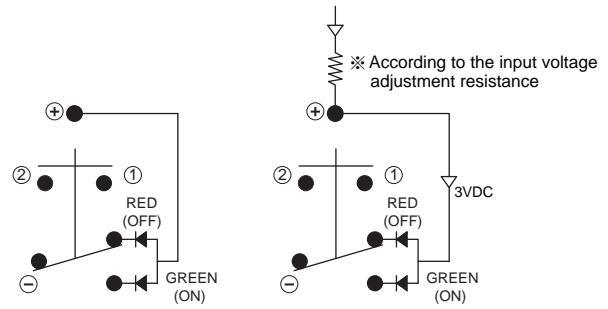 ※ According to the input voltage
adjustment resistance
⊕
② ①
RED
(OFF)
⊖
GREEN
(ON)
⊕
② ①
3VDC
RED
(OFF)
⊖
GREEN
(ON)